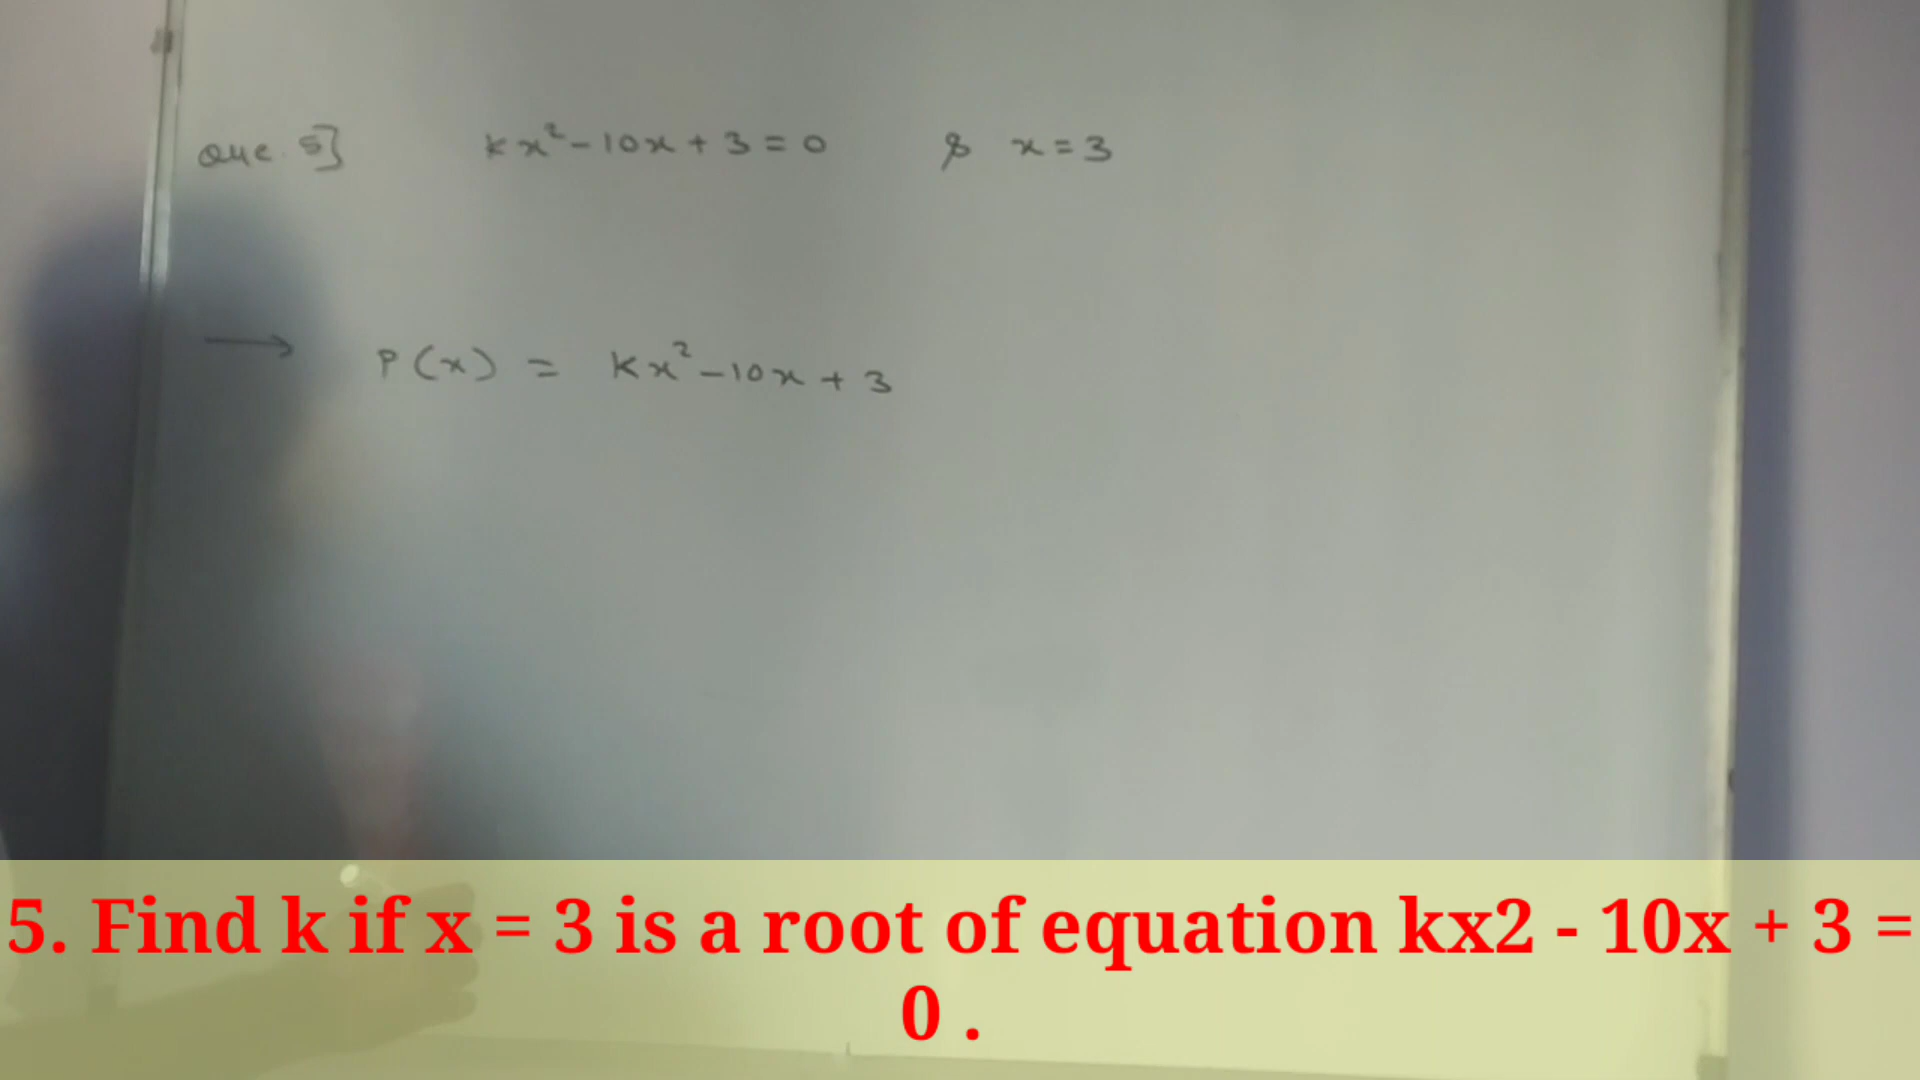 Que. 5] kx²-10x+3=0 & x=3
→ P(x) = kx²-10x+3
5. Find k if x = 3 is a root of equation kx2 - 10x + 3 =
0 .